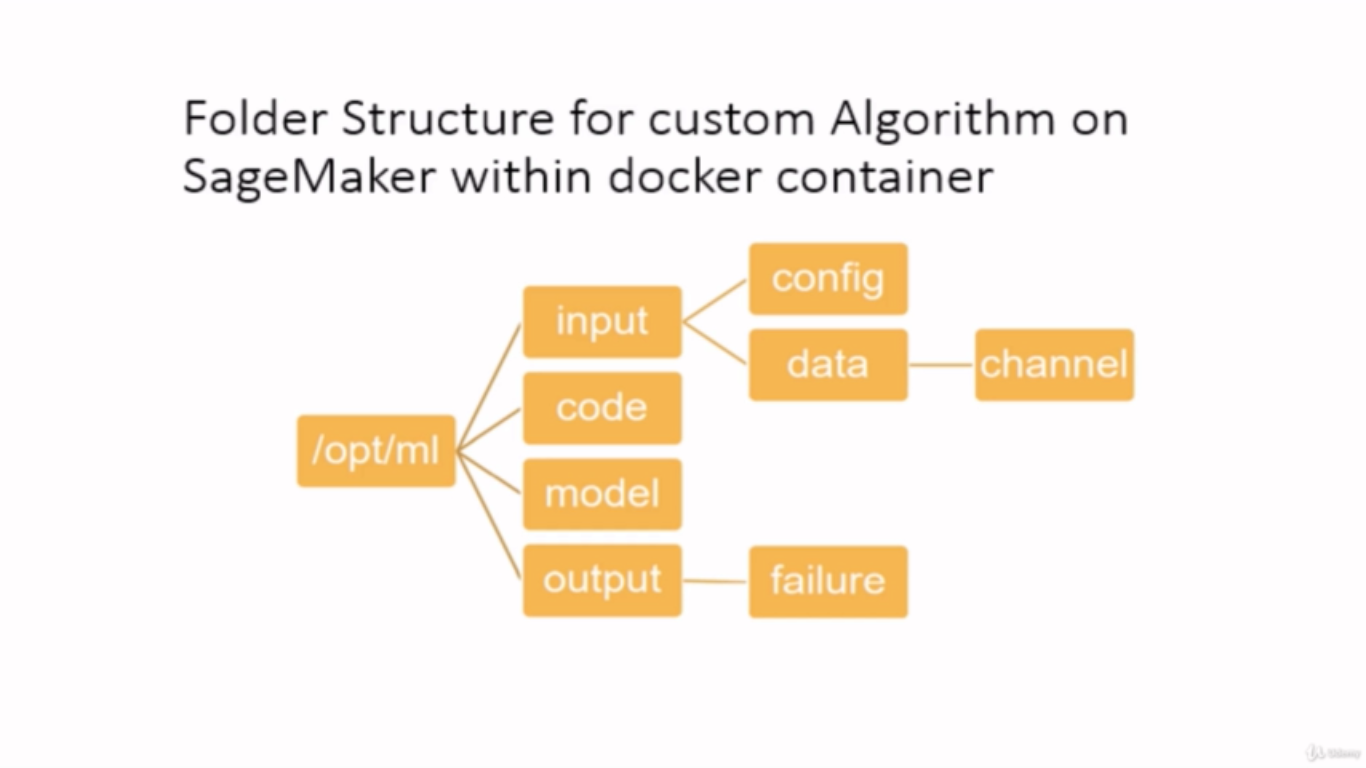 Folder Structure for custom Algorithm on
SageMaker within docker container
config
input
data
channel
code
/opt/ml
model
output
failure
Udemy